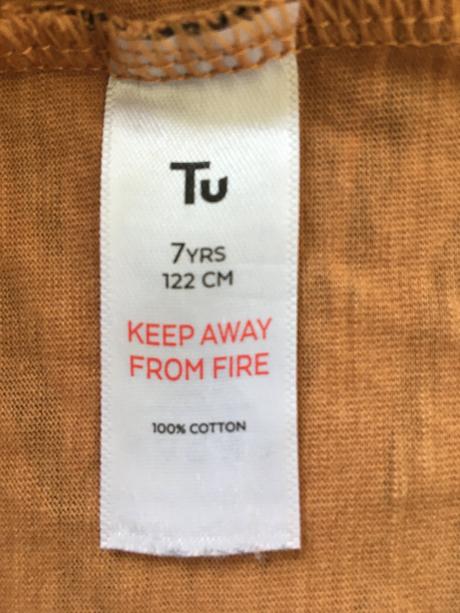 Tu
7YRS
122 CM
KEEP AWAY
FROM FIRE
100% COTTON